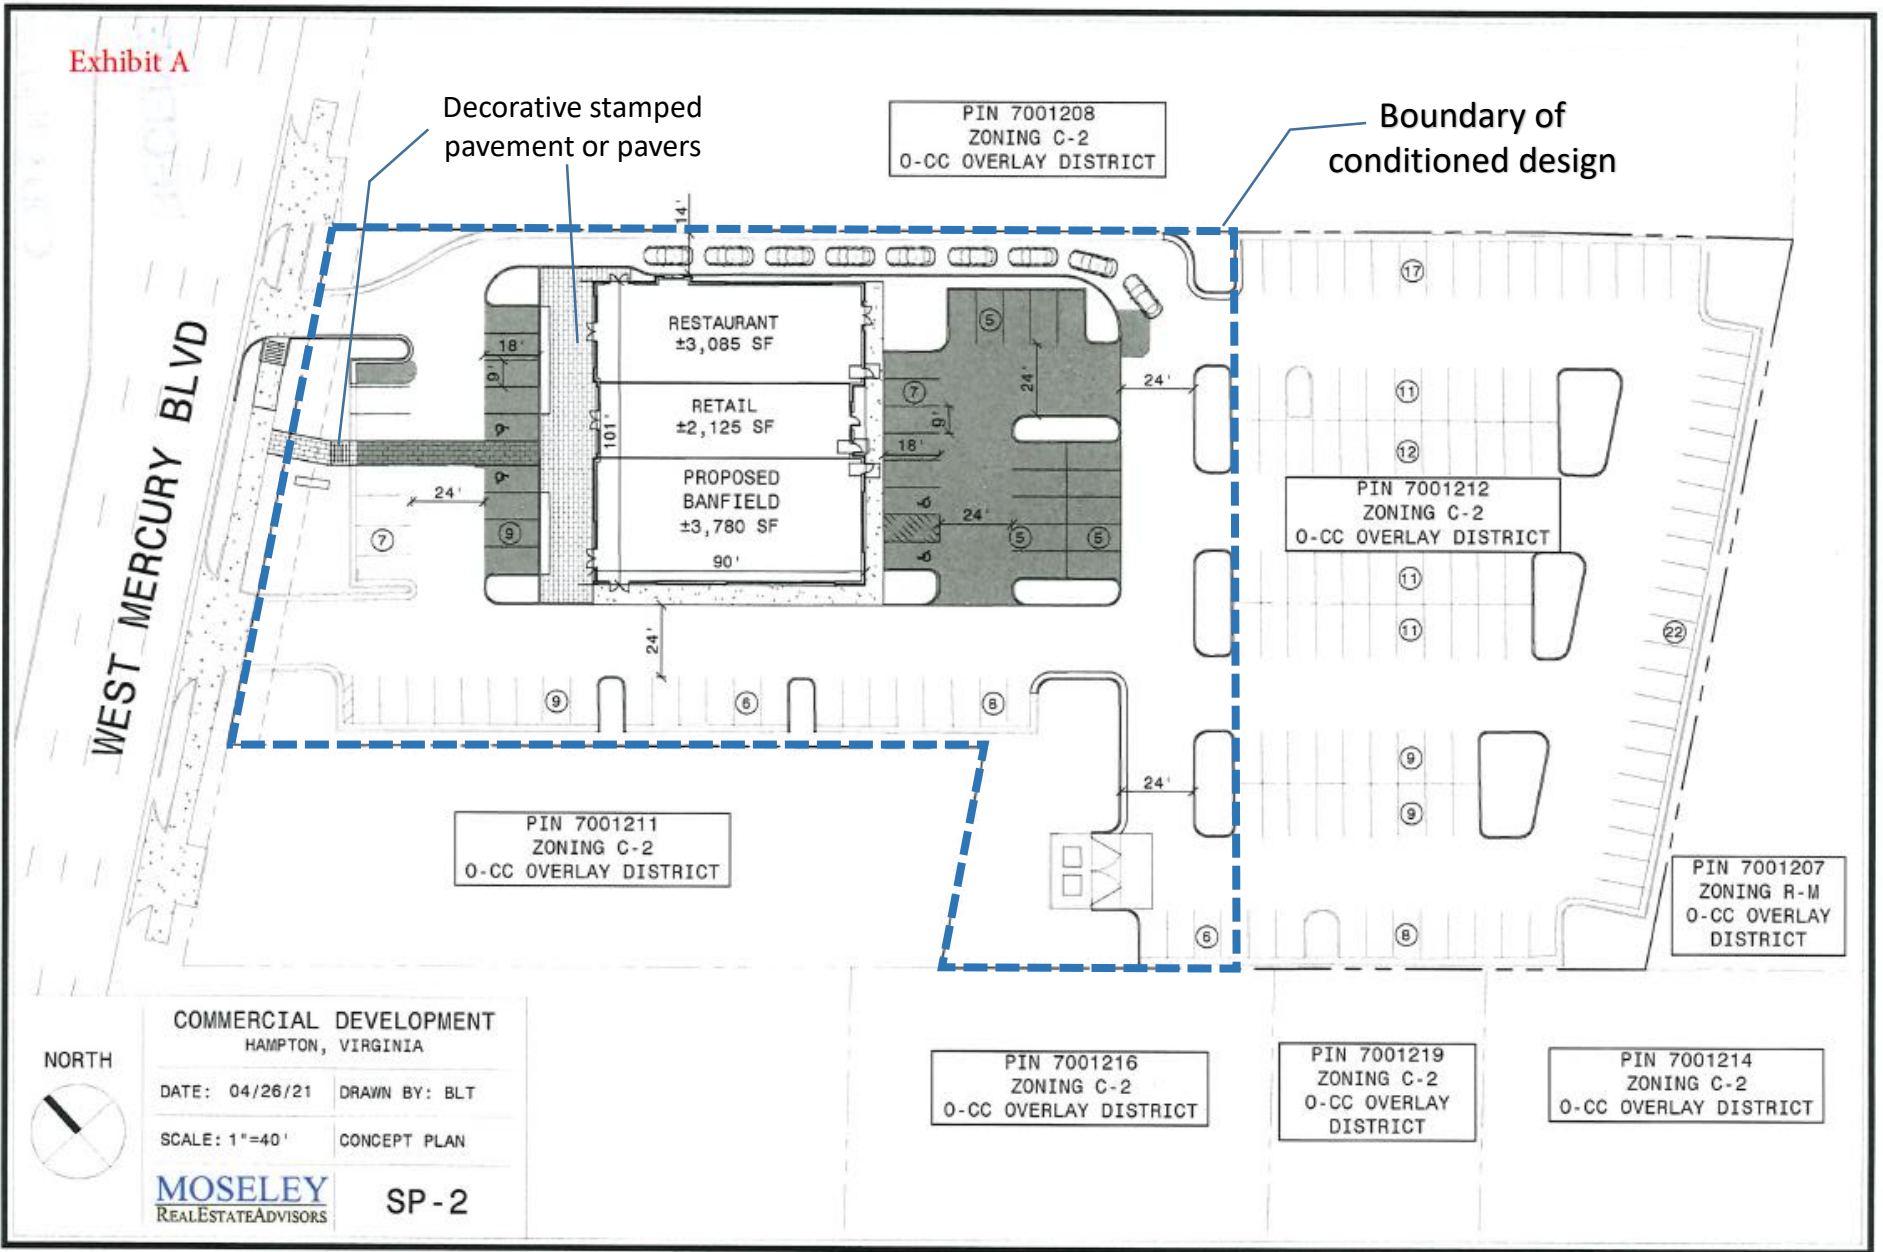 Exhibit A
Decorative stamped
pavement or pavers
PIN 7001208
ZONING C-2
O-CC OVERLAY DISTRICT
Boundary of
conditioned design
14'
17
RESTAURANT
±3,085 SF
5
18'
9'
24'
24'
7
11
RETAIL
±2,125 SF
101'
9'
18'
12
PROPOSED
BANFIELD
±3,780 SF
24'
24'
PIN 7001212
ZONING C-2
O-CC OVERLAY DISTRICT
7
9
5
5
90'
11
11
22
24'
WEST MERCURY BLVD
9
6
8
9
24'
9
PIN 7001211
ZONING C-2
O-CC OVERLAY DISTRICT
PIN 7001207
ZONING R-M
O-CC OVERLAY
DISTRICT
6
8
COMMERCIAL DEVELOPMENT
HAMPTON, VIRGINIA
NORTH
DATE: 04/26/21
DRAWN BY: BLT
SCALE: 1"=40'
CONCEPT PLAN
MOSELEY
REALESTATEADVISORS
SP-2
PIN 7001216
ZONING C-2
O-CC OVERLAY DISTRICT
PIN 7001219
ZONING C-2
O-CC OVERLAY
DISTRICT
PIN 7001214
ZONING C-2
O-CC OVERLAY DISTRICT